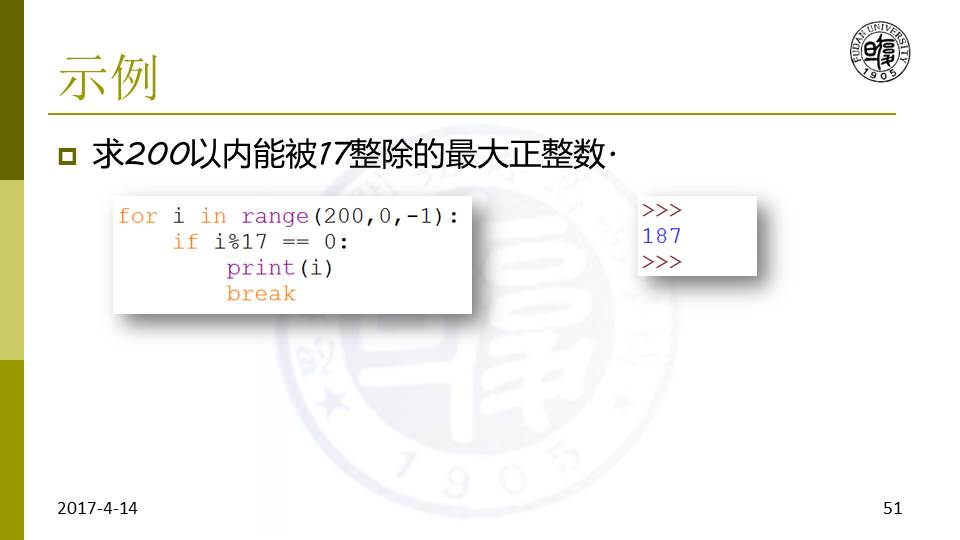 示例
FUDAN UNIVERSITY
1905
求200以内能被17整除的最大正整数.
for i in range(200,0,-1):
    if i%17 == 0:
        print(i)
        break
>>>
187
>>>
1905
2017-4-14
51